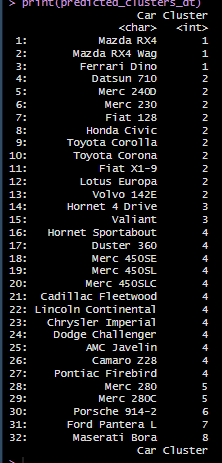 > print(predicted_clusters_dt)
Car Cluster
<char> <int>
1: Mazda RX4 1
2: Mazda RX4 Wag 1
3: Ferrari Dino 1
4: Datsun 710 2
5: Merc 240D 2
6: Merc 230 2
7: Fiat 128 2
8: Honda Civic 2
9: Toyota Corolla 2
10: Toyota Corona 2
11: Fiat X1-9 2
12: Lotus Europa 2
13: Volvo 142E 2
14: Hornet 4 Drive 3
15: Valiant 3
16: Hornet Sportabout 4
17: Duster 360 4
18: Merc 450SE 4
19: Merc 450SL 4
20: Merc 450SLC 4
21: Cadillac Fleetwood 4
22: Lincoln Continental 4
23: Chrysler Imperial 4
24: Dodge Challenger 4
25: AMC Javelin 4
26: Camaro Z28 4
27: Pontiac Firebird 4
28: Merc 280 5
29: Merc 280C 5
30: Porsche 914-2 6
31: Ford Pantera L 7
32: Maserati Bora 8
Car Cluster
>